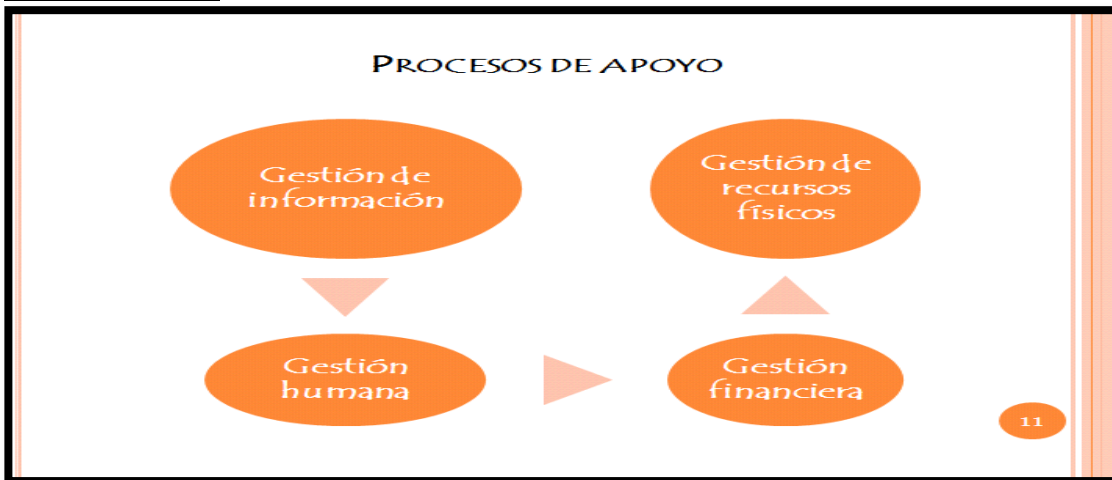 PROCESOS DE APOYO
Gestión de
información
Gestión
humana
Gestión
financiera
Gestión de
recursos
físicos
11